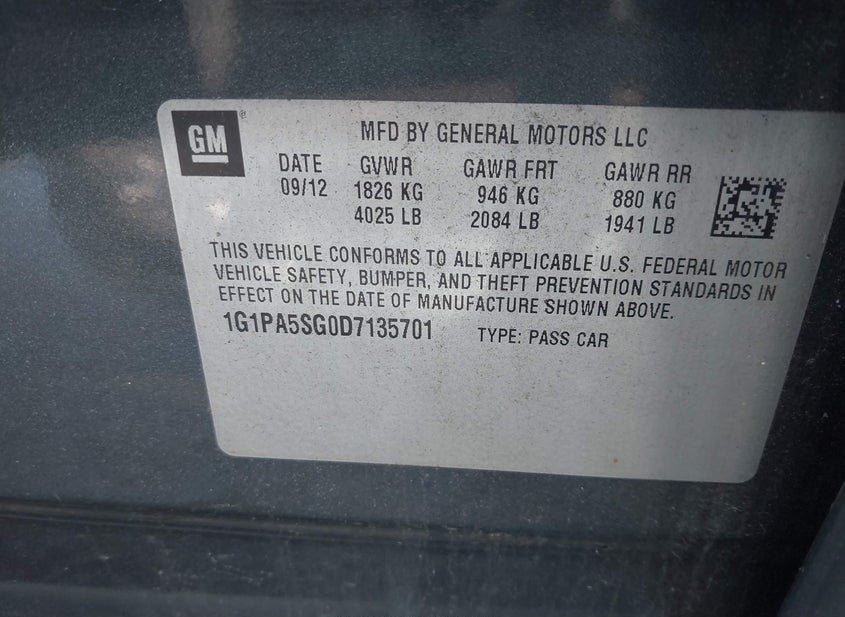 GM
MFD BY GENERAL MOTORS LLC
DATE GVWR GAWR FRT GAWR RR
09/12 1826 KG 946 KG 880 KG
4025 LB 2084 LB 1941 LB
THIS VEHICLE CONFORMS TO ALL APPLICABLE U.S. FEDERAL MOTOR
VEHICLE SAFETY, BUMPER, AND THEFT PREVENTION STANDARDS IN
EFFECT ON THE DATE OF MANUFACTURE SHOWN ABOVE.
1G1PA5SG0D7135701 TYPE: PASS CAR